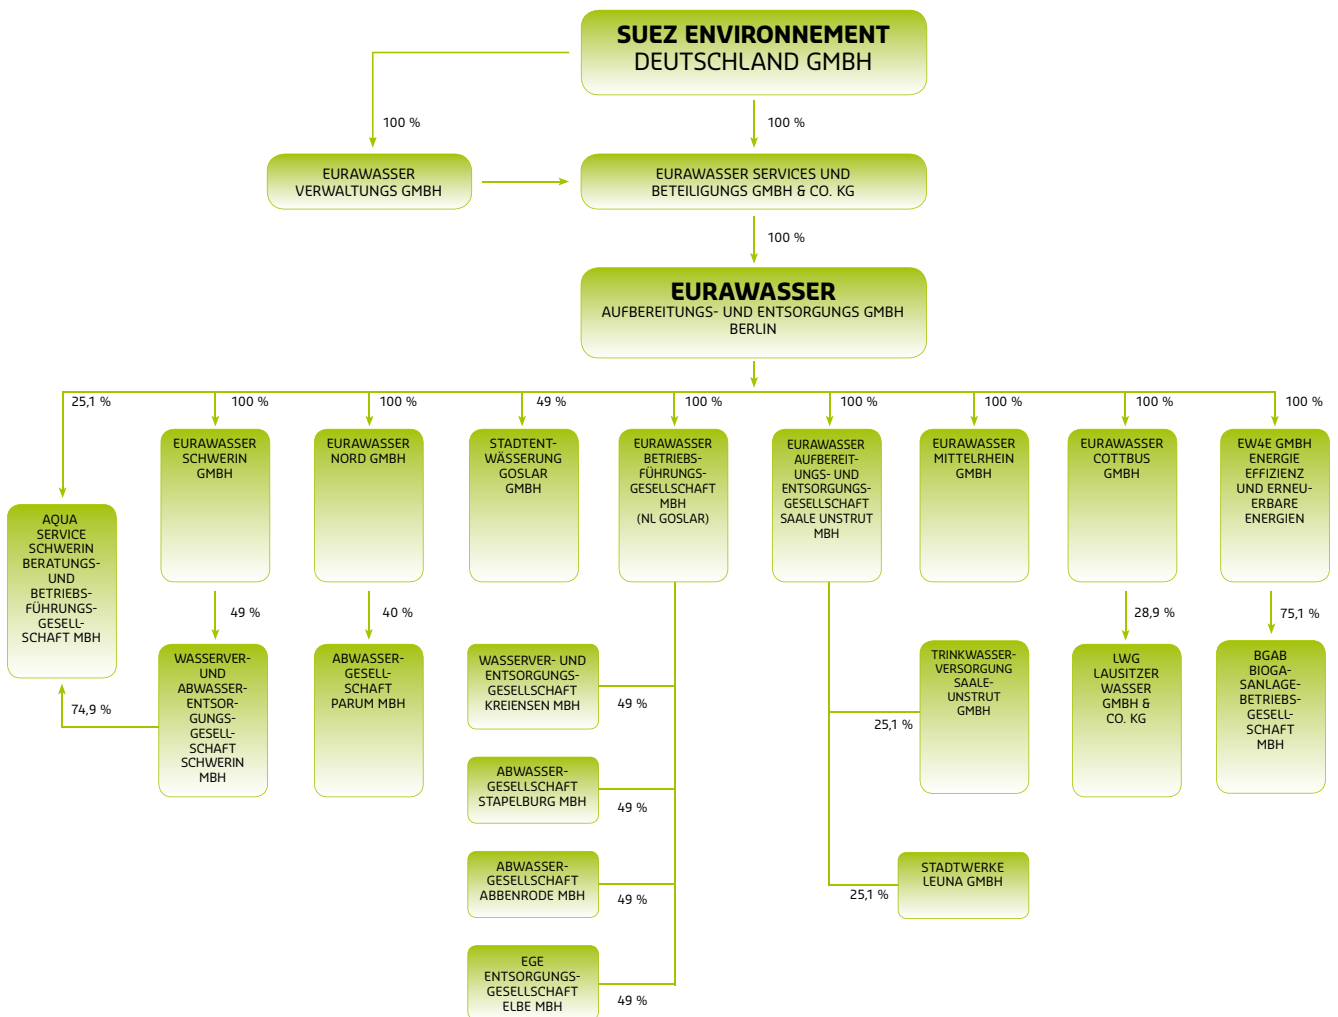 SUEZ ENVIRONNEMENT
DEUTSCHLAND GMBH
100 %
100 %
EURAWASSER
VERWALTUNGS GMBH
EURAWASSER SERVICES UND
BETEILIGUNGS GMBH & CO. KG
100 %
EURAWASSER
AUFBEREITUNGS- UND ENTSORGUNGS GMBH
BERLIN
25,1 %
100 %
100 %
49 %
100 %
100 %
100 %
100 %
100 %
AQUA
SERVICE
SCHWERIN
BERATUNGS-
UND
BETRIEBS-
FÜHRUNGS-
GESELL-
SCHAFT MBH
EURAWASSER
SCHWERIN
GMBH
EURAWASSER
NORD GMBH
STADTENT-
WÄSSERUNG
GOSLAR
GMBH
EURAWASSER
BETRIEBS-
FÜHRUNGS-
GESELLSCHAFT
MBH
(NL GOSLAR)
EURAWASSER
AUFBEREIT-
UNGS- UND
ENTSORGUNGS-
GESELLSCHAFT
SAALE UNSTRUT
MBH
EURAWASSER
MITTELRHEIN
GMBH
EURAWASSER
COTTBUS
GMBH
EW4E GMBH
ENERGIE
EFFIZIENZ
UND ERNEU-
ERBARE
ENERGIEN
49 %
40 %
28,9 %
75,1 %
74,9 %
WASSERVER-
UND
ABWASSER-
ENTSOR-
GUNGS-
GESELL-
SCHAFT
SCHWERIN
MBH
ABWASSER-
GESELL-
SCHAFT
PARUM MBH
WASSERVER- UND
ENTSORGUNGS-
GESELLSCHAFT
KREIENSEN MBH
49 %
ABWASSER-
GESELLSCHAFT
STAPELBURG MBH
49 %
ABWASSER-
GESELLSCHAFT
ABBENRODE MBH
49 %
EGE
ENTSORGUNGS-
GESELLSCHAFT
ELBE MBH
49 %
TRINKWASSER-
VERSORGUNG
SAALE-
UNSTRUT
GMBH
25,1 %
STADTWERKE
LEUNA GMBH
25,1 %
LWG
LAUSITZER
WASSER
GMBH &
CO. KG
BGAB
BIOGA-
SANLAGE-
BETRIEBS-
GESELL-
SCHAFT
MBH